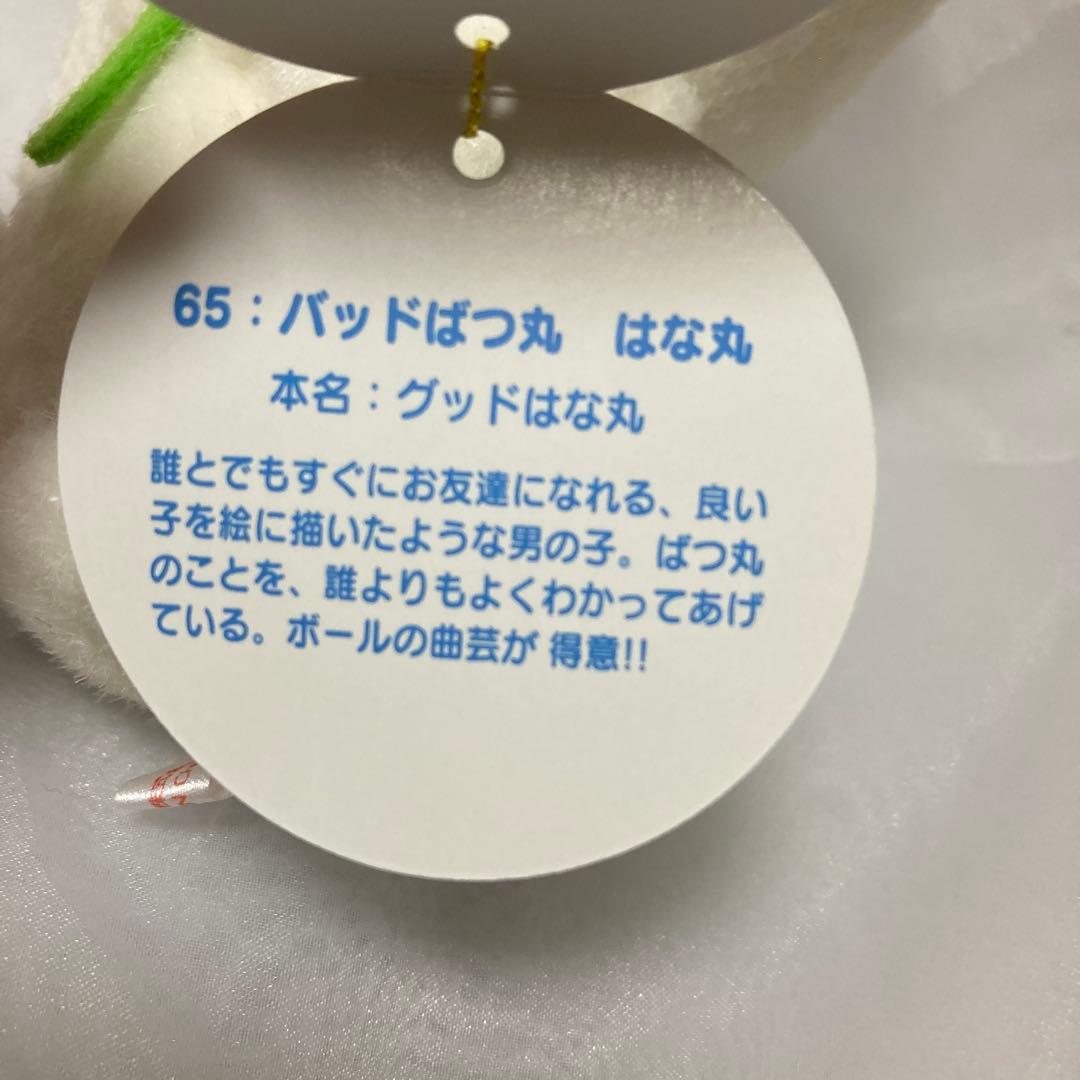 65：バッドばつ丸　はな丸
本名：グッドはな丸
誰とでもすぐにお友達になれる、良い
子を絵に描いたような男の子。ばつ丸
のことを、誰よりもよくわかってあげ
ている。ボールの曲芸が 得意!!